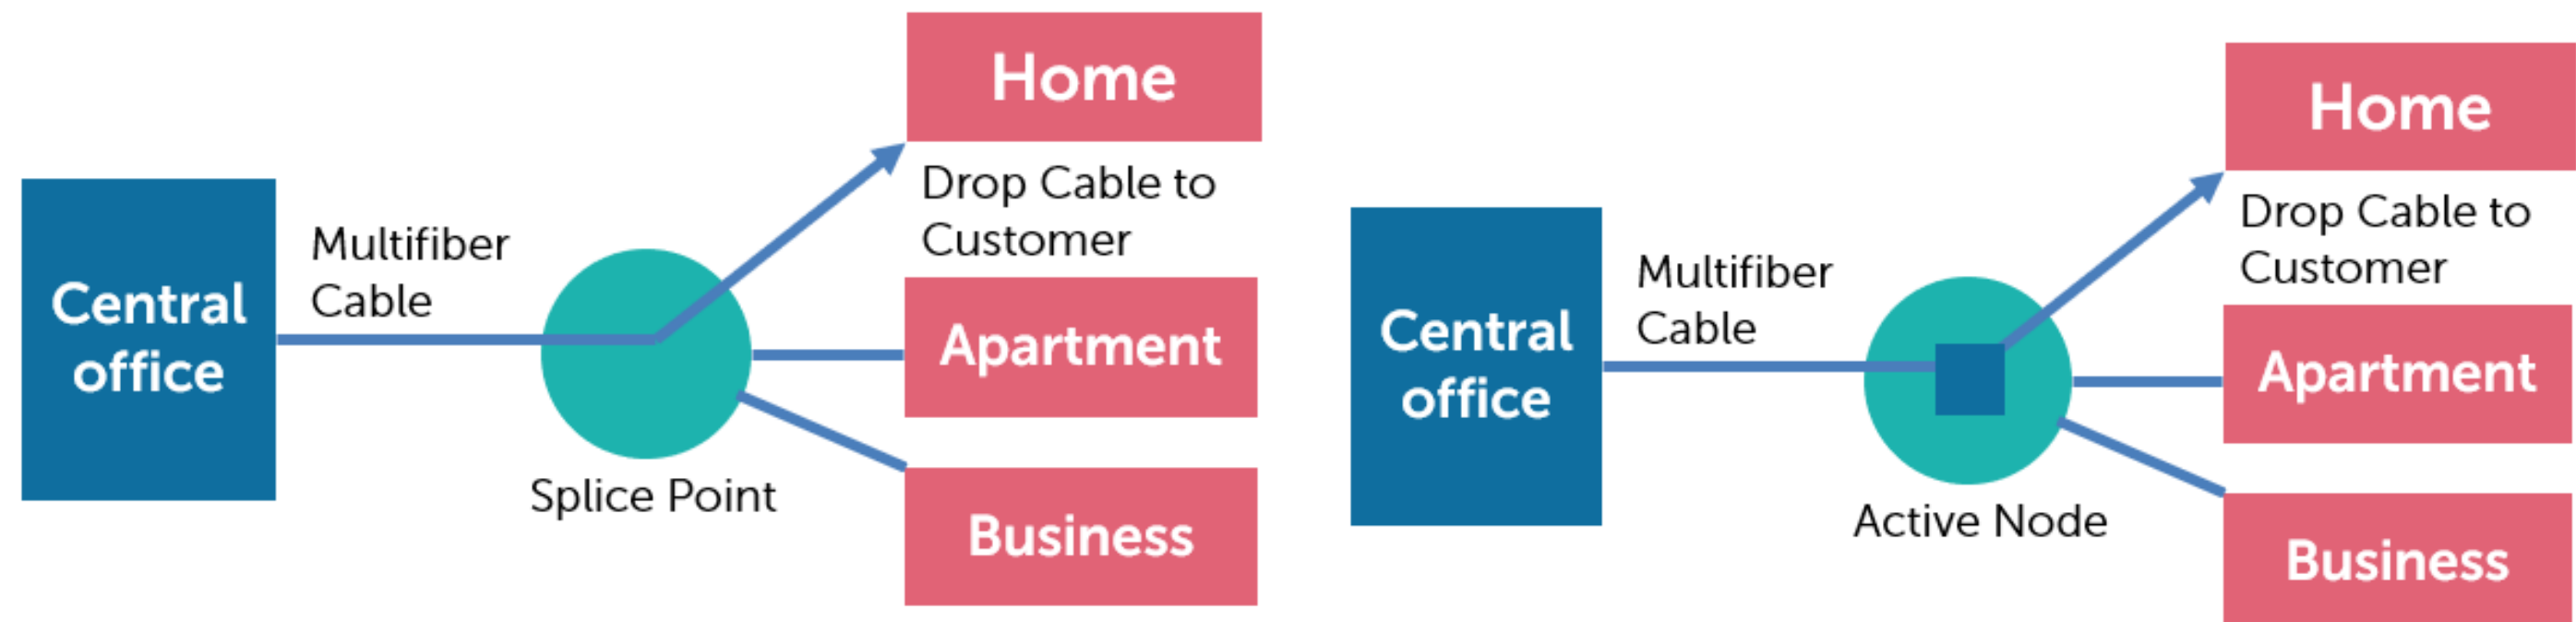 Central
office
Multifiber
Cable
Splice Point
Home
Drop Cable to
Customer
Apartment
Business
Central
office
Multifiber
Cable
Active Node
Home
Drop Cable to
Customer
Apartment
Business